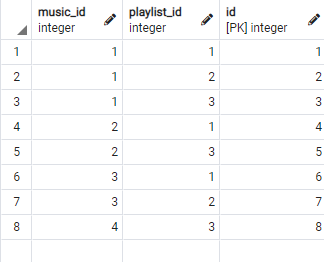 music_id playlist_id id
integer integer [PK] integer
1 1 1 1
2 1 2 2
3 1 3 3
4 2 1 4
5 2 3 5
6 3 1 6
7 3 2 7
8 4 3 8